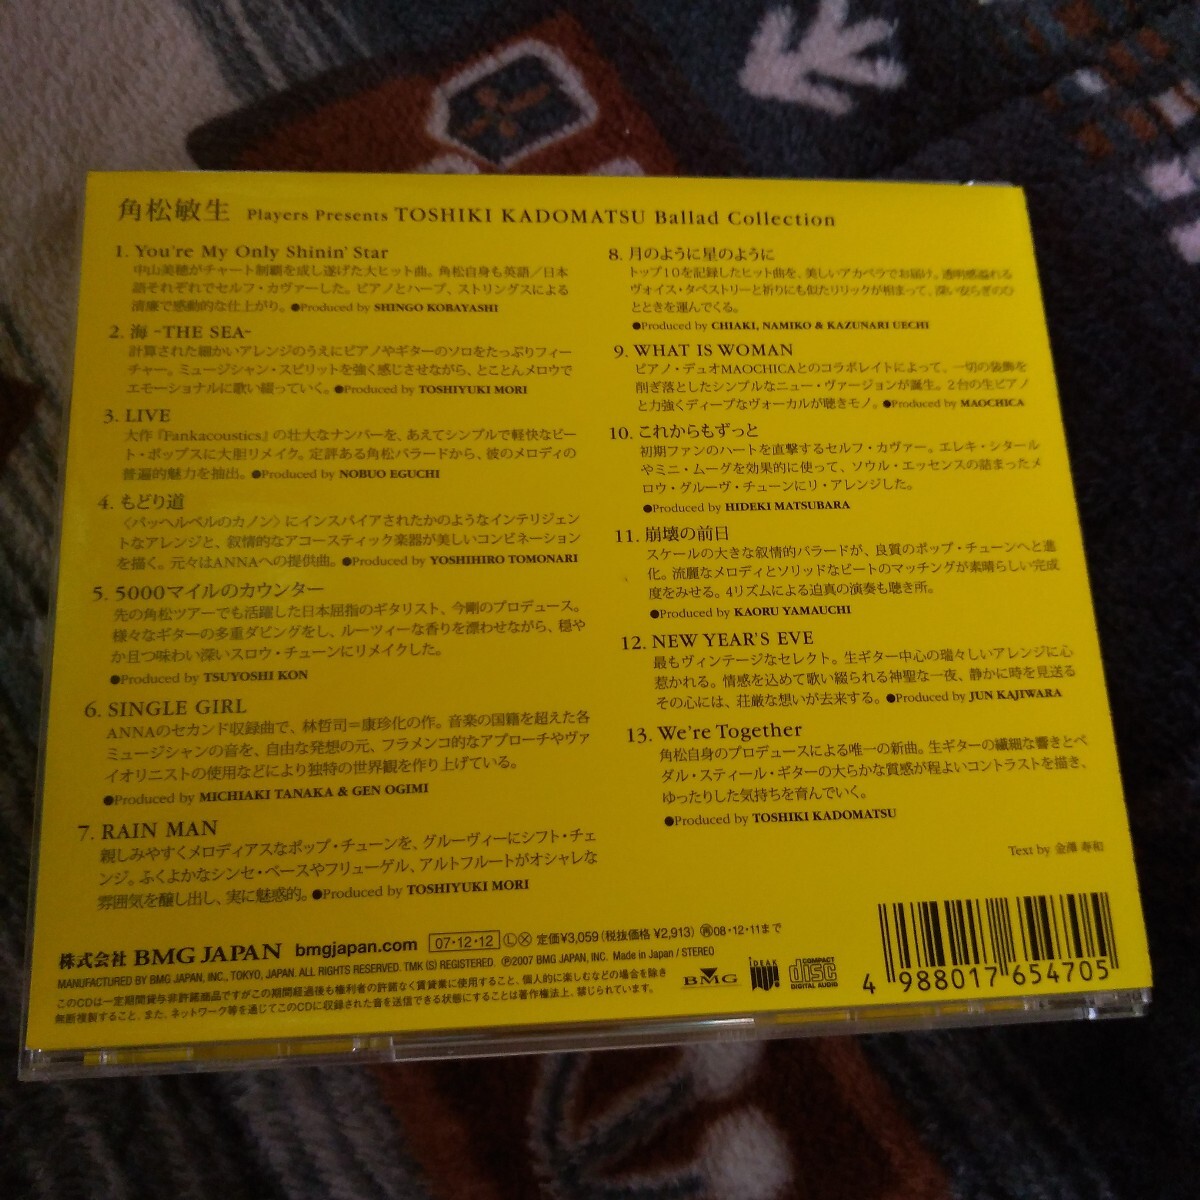 角松敏生 Players Presents TOSHIKI KADOMATSU Ballad Collection
1. You're My Only Shinin' Star
中山美穂がチャート制覇を成し遂げた大ヒット曲。角松自身も英語／日本
語それぞれでセルフ・カヴァーした。ピアノとハープ、ストリングスによる
清廉で感動的な仕上がり。●Produced by SHINGO KOBAYASHI
2. 海 -THE SEA-
計算された細かいアレンジのうえにピアノやギターのソロをたっぷりフィー
チャー。ミュージシャン・スピリットを強く感じさせながら、とことんメロウで
エモーショナルに歌い綴っていく。●Produced by TOSHIYUKI MORI
3. LIVE
大作『Fankacoustics』の壮大なナンバーを、あえてシンプルで軽快なビー
ト・ポップスに大胆リメイク。定評ある角松バラードから、彼のメロディの
普遍的魅力を抽出。●Produced by NOBUO EGUCHI
4. もどり道
〈パッヘルベルのカノン〉にインスパイアされたかのようなインテリジェン
トなアレンジと、叙情的なアコースティック楽器が美しいコンビネーション
を描く。元々はANNAへの提供曲。●Produced by YOSHIHIRO TOMONARI
5. 5000マイルのカウンター
先の角松ツアーでも活躍した日本屈指のギタリスト、今剛のプロデュース。
様々なギターの多重ダビングをし、ルーツィーな香りを漂わせながら、穏や
か且つ味わい深いスロウ・チューンにリメイクした。
●Produced by TSUYOSHI KON
6. SINGLE GIRL
ANNAのセカンド収録曲で、林哲司＝康珍化の作。音楽の国籍を超えた各
ミュージシャンの音を、自由な発想の元、フラメンコ的なアプローチやヴァ
イオリニストの使用などにより独特の世界観を作り上げている。
●Produced by MICHIAKI TANAKA & GEN OGIMI
7. RAIN MAN
親しみやすくメロディアスなポップ・チューンを、グルーヴィーにシフト・チェ
ンジ。ふくよかなシンセ・ベースやフリューゲル、アルトフルートがオシャレな
雰囲気を醸し出し、実に魅惑的。●Produced by TOSHIYUKI MORI
8. 月のように星のように
トップ10を記録したヒット曲を、美しいアカペラでお届け。透明感溢れる
ヴォイス・タペストリーと祈りにも似たリリックが相まって、深い安らぎのひ
とときを運んでくる。
●Produced by CHIAKI, NAMIKO & KAZUNARI UECHI
9. WHAT IS WOMAN
ピアノ・デュオMAOCHICAとのコラボレイトによって、一切の装飾を
削ぎ落としたシンプルなニュー・ヴァージョンが誕生。2台の生ピアノ
と力強くディープなヴォーカルが聴きモノ。●Produced by MAOCHICA
10. これからもずっと
初期ファンのハートを直撃するセルフ・カヴァー。エレキ・シタール
やミニ・ムーグを効果的に使って、ソウル・エッセンスの詰まったメ
ロウ・グルーヴ・チューンにリ・アレンジした。
●Produced by HIDEKI MATSUBARA
11. 崩壊の前日
スケールの大きな叙情的バラードが、良質のポップ・チューンへと進
化。流麗なメロディとソリッドなビートのマッチングが素晴らしい完成
度をみせる。4リズムによる迫真の演奏も聴き所。
●Produced by KAORU YAMAUCHI
12. NEW YEAR'S EVE
最もヴィンテージなセレクト。生ギター中心の瑞々しいアレンジに心
惹かれる。情感を込めて歌い綴られる神聖な一夜、静かに時を見送る
その心には、荘厳な想いが去来する。●Produced by JUN KAJIWARA
13. We're Together
角松自身のプロデュースによる唯一の新曲。生ギターの繊細な響きとペ
ダル・スティール・ギターの大らかな質感が程よいコントラストを描き、
ゆったりした気持ちを育んでいく。
●Produced by TOSHIKI KADOMATSU
Text by 金澤 寿和
株式会社 BMG JAPAN bmgjapan.com 07・12・12 Ⓛ 定価¥3,059（税抜価格 ¥2,913）再08・12・11まで
MANUFACTURED BY BMG JAPAN, INC., TOKYO, JAPAN. ALL RIGHTS RESERVED. TMK (S) REGISTERED. ℗2007 BMG JAPAN, INC. Made in Japan / STEREO
このCDは一定期間貸与非許諾商品ですがこの期間経過後も権利者の許諾なく賃貸業に使用すること、個人的に楽しむなどの場合を除き
無断複製すること、また、ネットワーク等を通じてこのCDに収録された音を送信できる状態にすることは著作権法上、禁じられています。
BMG
COMPACT
disc
DIGITAL AUDIO
4 988017 654705